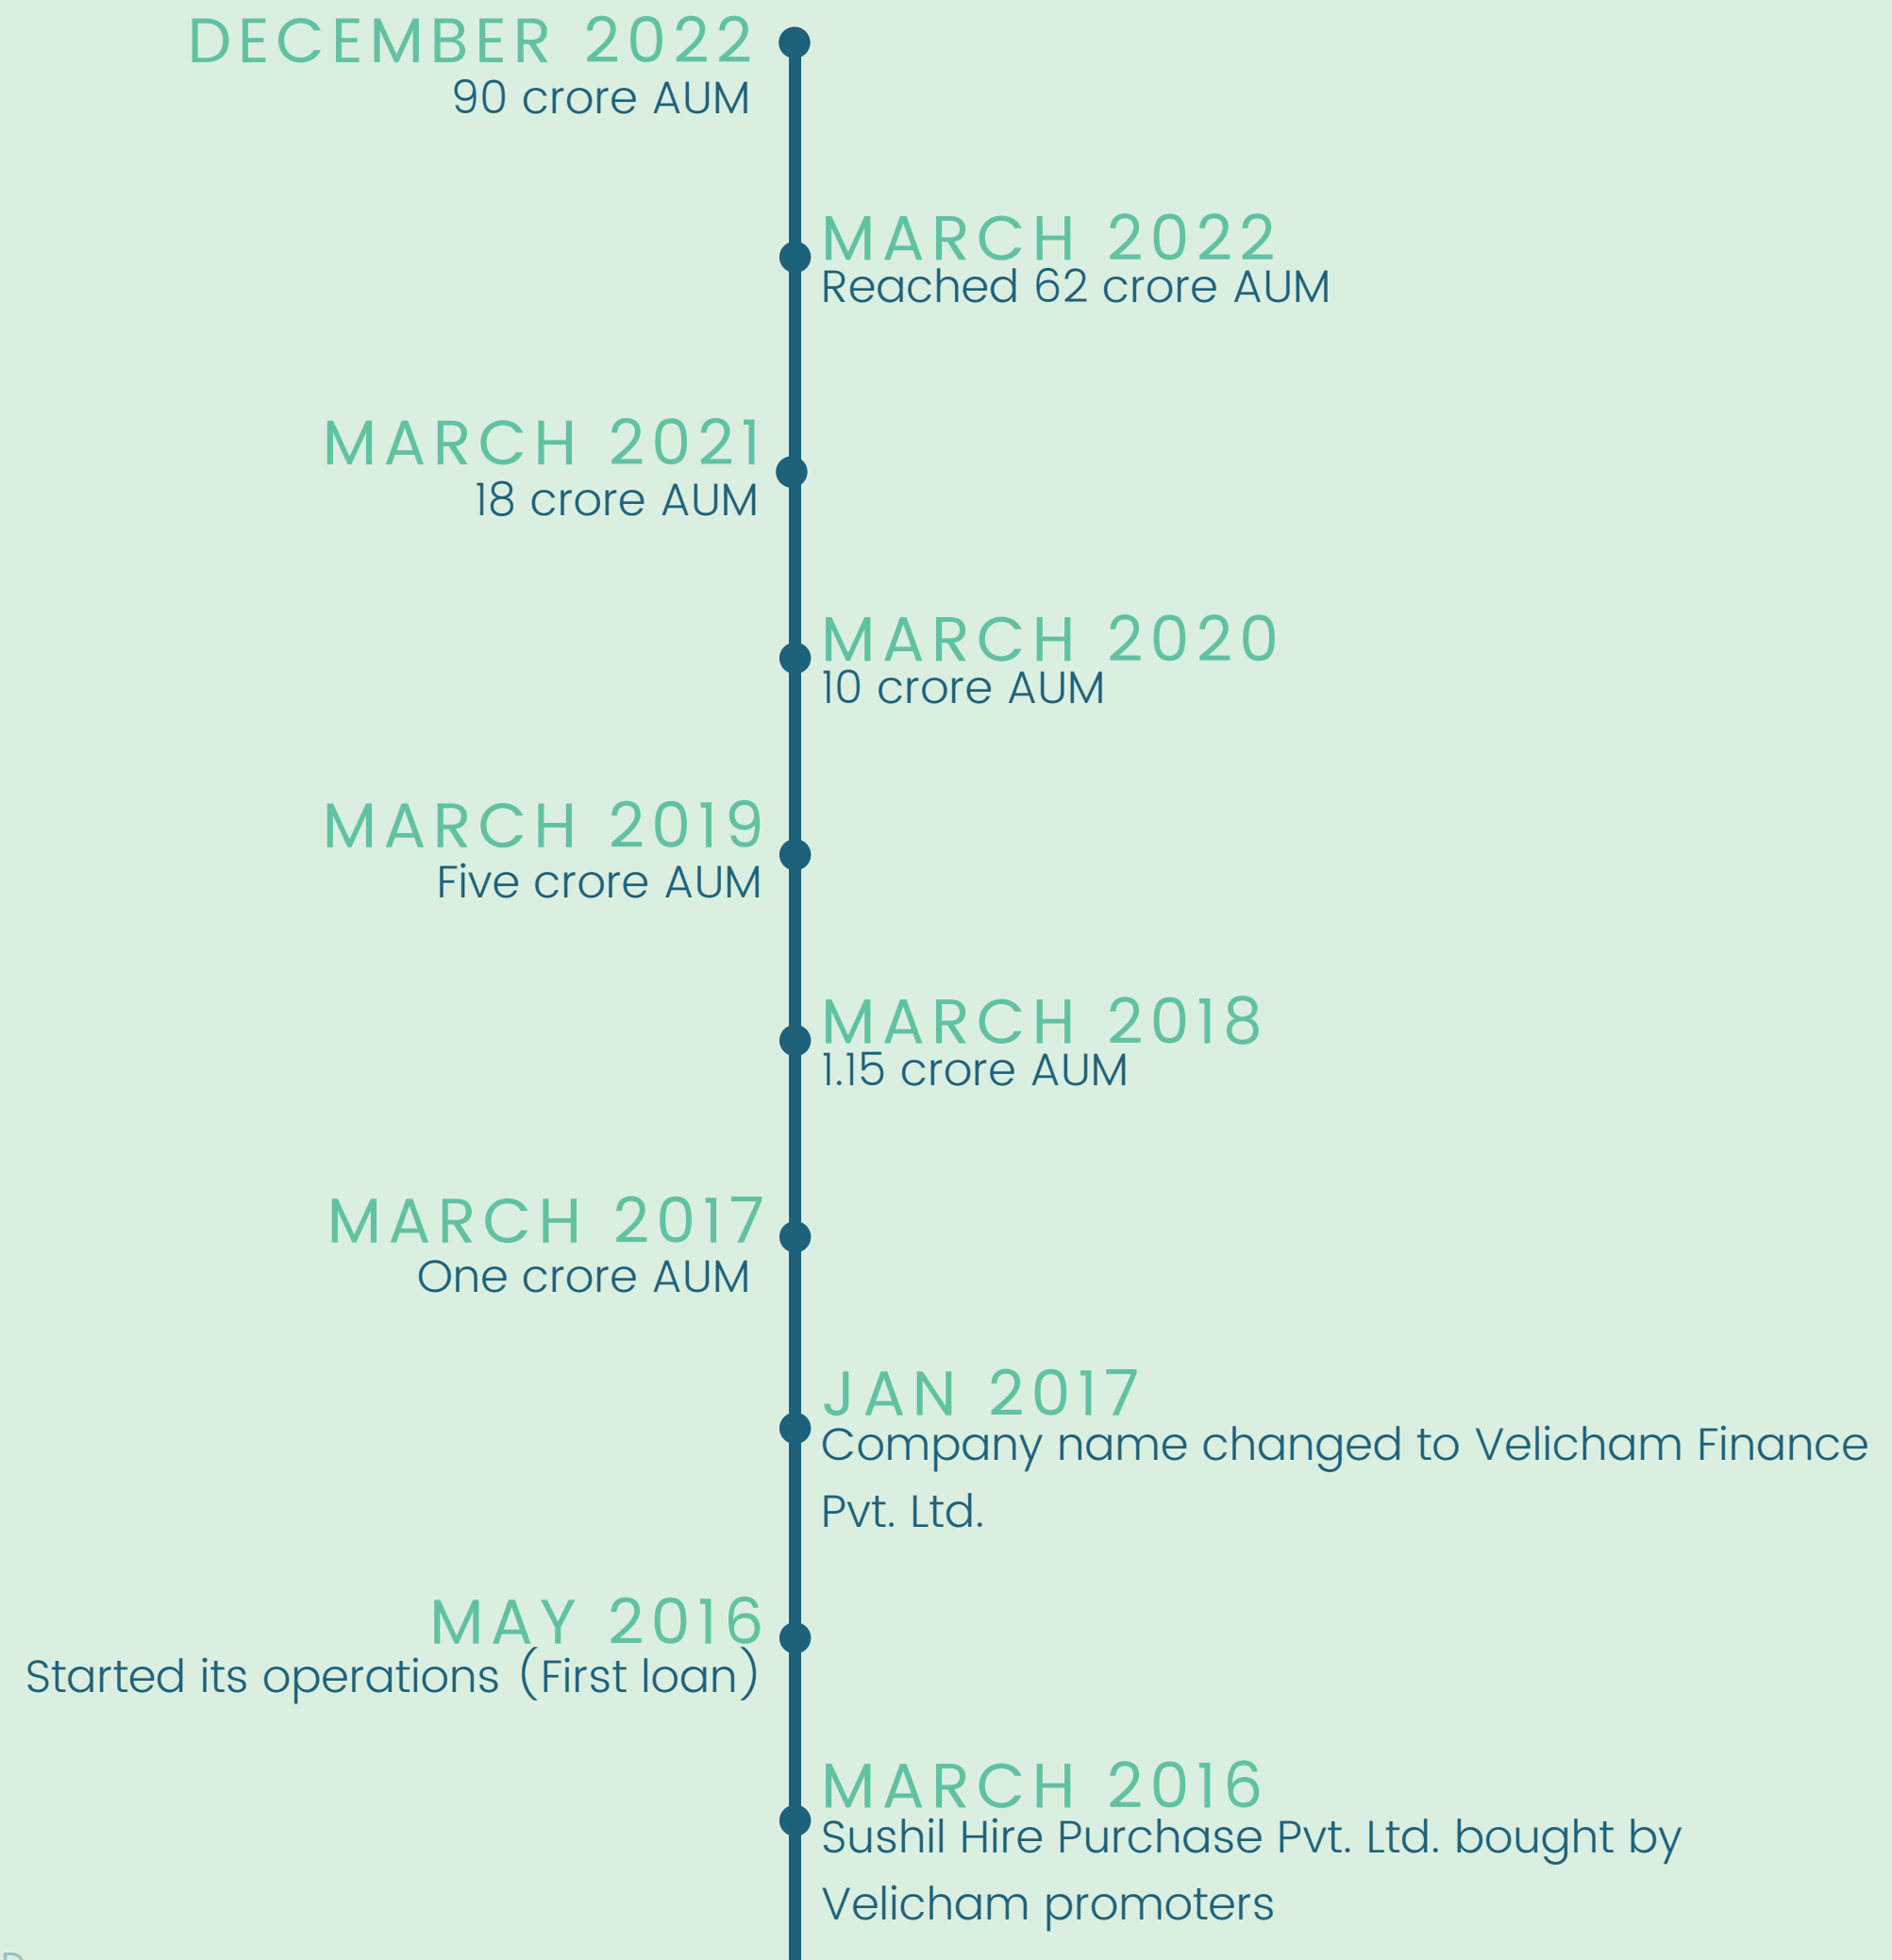 DECEMBER 2022
90 crore AUM
MARCH 2022
Reached 62 crore AUM
MARCH 2021
18 crore AUM
MARCH 2020
10 crore AUM
MARCH 2019
Five crore AUM
MARCH 2018
1.15 crore AUM
MARCH 2017
One crore AUM
JAN 2017
Company name changed to Velicham Finance
Pvt. Ltd.
MAY 2016
Started its operations (First loan)
MARCH 2016
Sushil Hire Purchase Pvt. Ltd. bought by
Velicham promoters